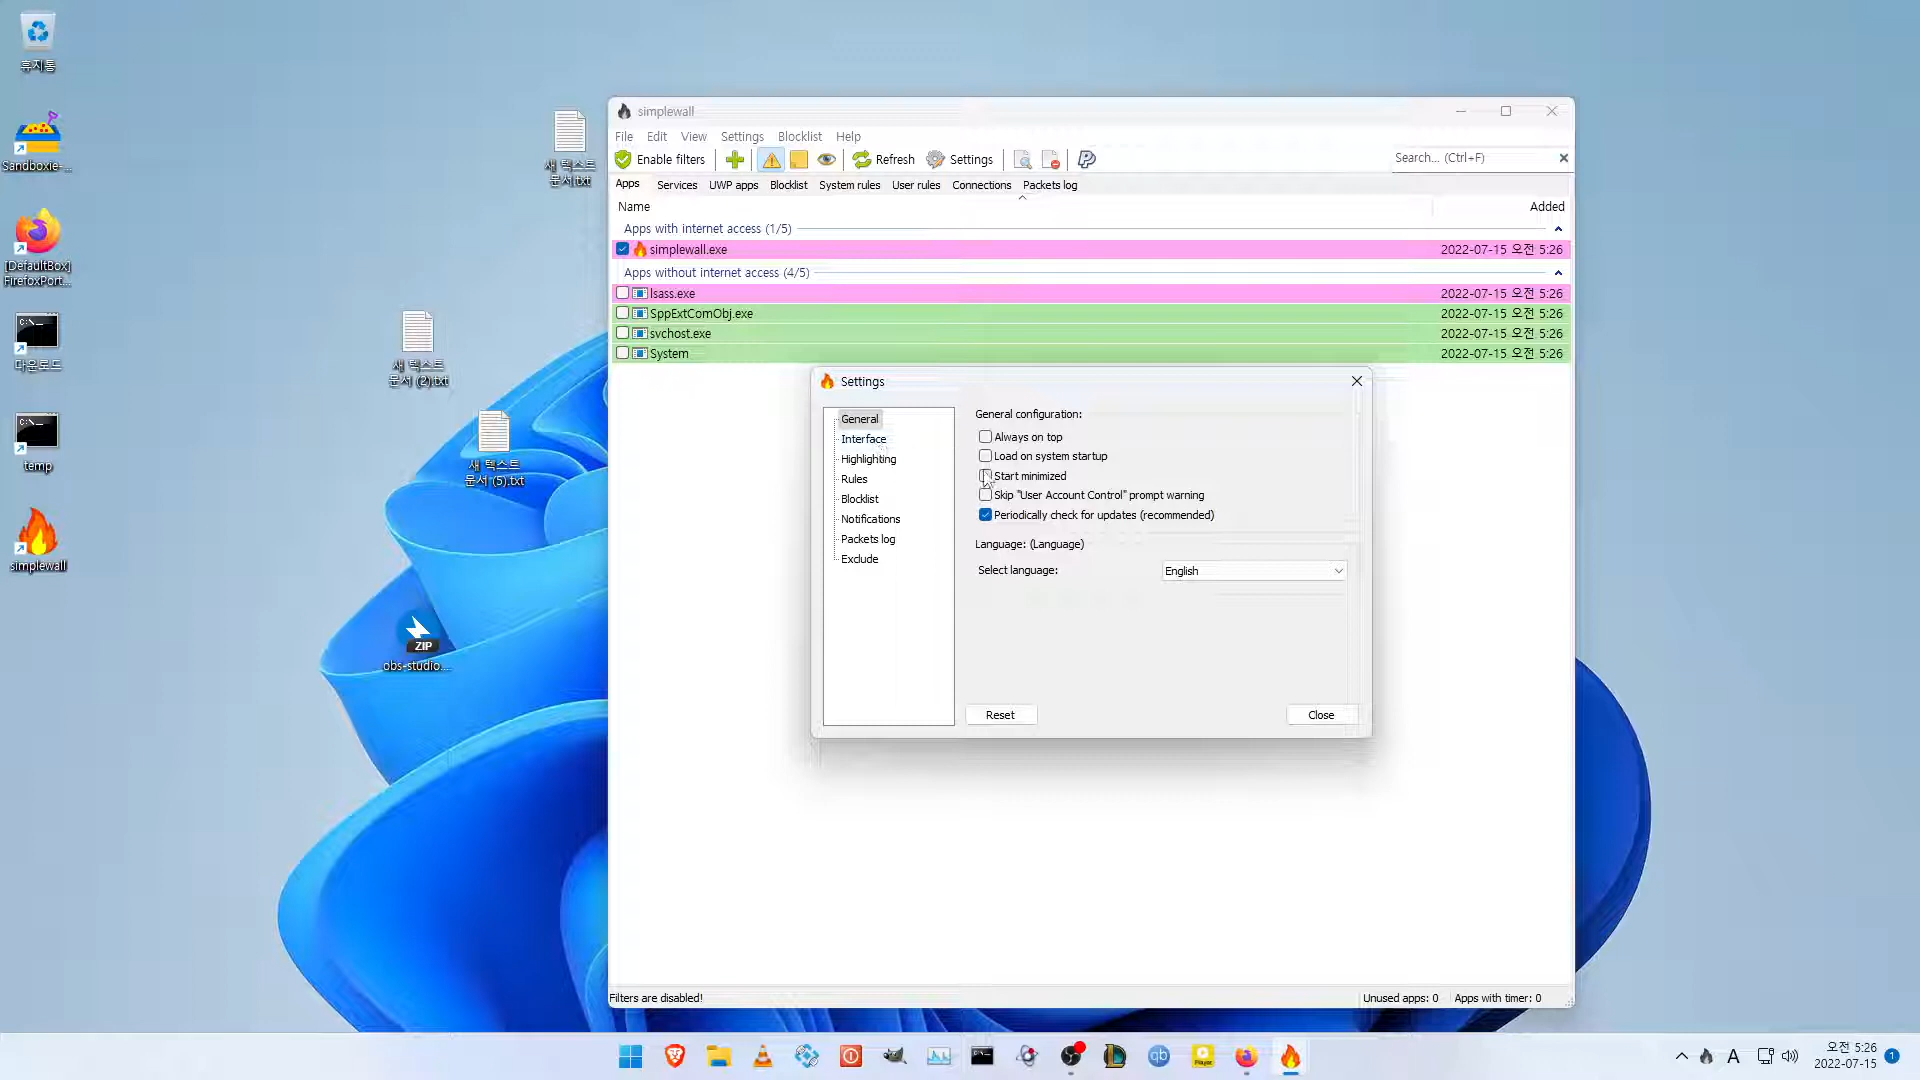 휴지통
Sandboxie-...
[DefaultBox]
FirefoxPort...
다운로드
temp
simplewall
새 텍스트
문서.txt
새 텍스트
문서 (2).txt
새 텍스트
문서 (5).txt
ZIP
obs-studio....
simplewall
File Edit View Settings Blocklist Help
Enable filters Refresh Settings Search... (Ctrl+F)
Apps Services UWP apps Blocklist System rules User rules Connections Packets log
Name Added
Apps with internet access (1/5)
simplewall.exe 2022-07-15 오전 5:26
Apps without internet access (4/5)
lsass.exe 2022-07-15 오전 5:26
SppExtComObj.exe 2022-07-15 오전 5:26
svchost.exe 2022-07-15 오전 5:26
System 2022-07-15 오전 5:26
Settings
General
Interface
Highlighting
Rules
Blocklist
Notifications
Packets log
Exclude
General configuration:
Always on top
Load on system startup
Start minimized
Skip "User Account Control" prompt warning
Periodically check for updates (recommended)
Language: (Language)
Select language: English
Reset Close
Filters are disabled! Unused apps: 0 Apps with timer: 0
qb
Player
A
오전 5:26
2022-07-15
1